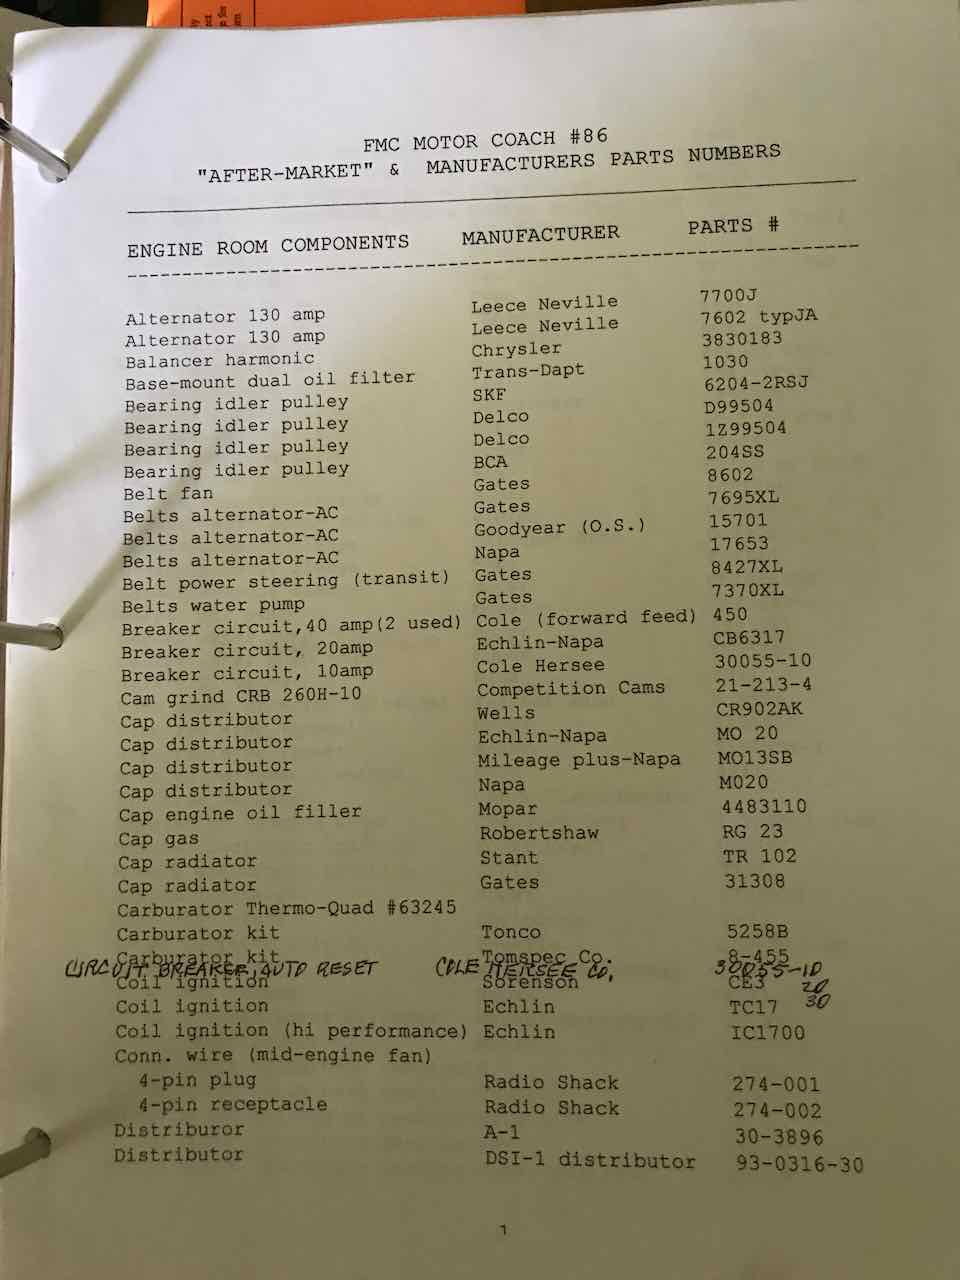 FMC MOTOR COACH #86
"AFTER-MARKET" & MANUFACTURERS PARTS NUMBERS
ENGINE ROOM COMPONENTS MANUFACTURER PARTS #
Alternator 130 amp Leece Neville 7700J
Alternator 130 amp Leece Neville 7602 typJA
Balancer harmonic Chrysler 3830183
Base-mount dual oil filter Trans-Dapt 1030
Bearing idler pulley SKF 6204-2RSJ
Bearing idler pulley Delco D99504
Bearing idler pulley Delco 1Z99504
Bearing idler pulley BCA 204SS
Belt fan Gates 8602
Belts alternator-AC Gates 7695XL
Belts alternator-AC Goodyear (O.S.) 15701
Belts alternator-AC Napa 17653
Belt power steering (transit) Gates 8427XL
Belts water pump Gates 7370XL
Breaker circuit,40 amp(2 used) Cole (forward feed) 450
Breaker circuit, 20amp Echlin-Napa CB6317
Breaker circuit, 10amp Cole Hersee 30055-10
Cam grind CRB 260H-10 Competition Cams 21-213-4
Cap distributor Wells CR902AK
Cap distributor Echlin-Napa MO 20
Cap distributor Mileage plus-Napa MO13SB
Cap distributor Napa M020
Cap engine oil filler Mopar 4483110
Cap gas Robertshaw RG 23
Cap radiator Stant TR 102
Cap radiator Gates 31308
Carburator Thermo-Quad #63245
Carburator kit Tonco 5258B
Carburator kit Tomspec Co. 8-455
CIRCUIT BREAKER, AUTO RESET COLE HERSEE CO. 30055-10
20
30
Coil ignition Sorenson CE3
Coil ignition Echlin TC17
Coil ignition (hi performance) Echlin IC1700
Conn. wire (mid-engine fan)
4-pin plug Radio Shack 274-001
4-pin receptacle Radio Shack 274-002
Distriburor A-1 30-3896
Distributor DSI-1 distributor 93-0316-30
1